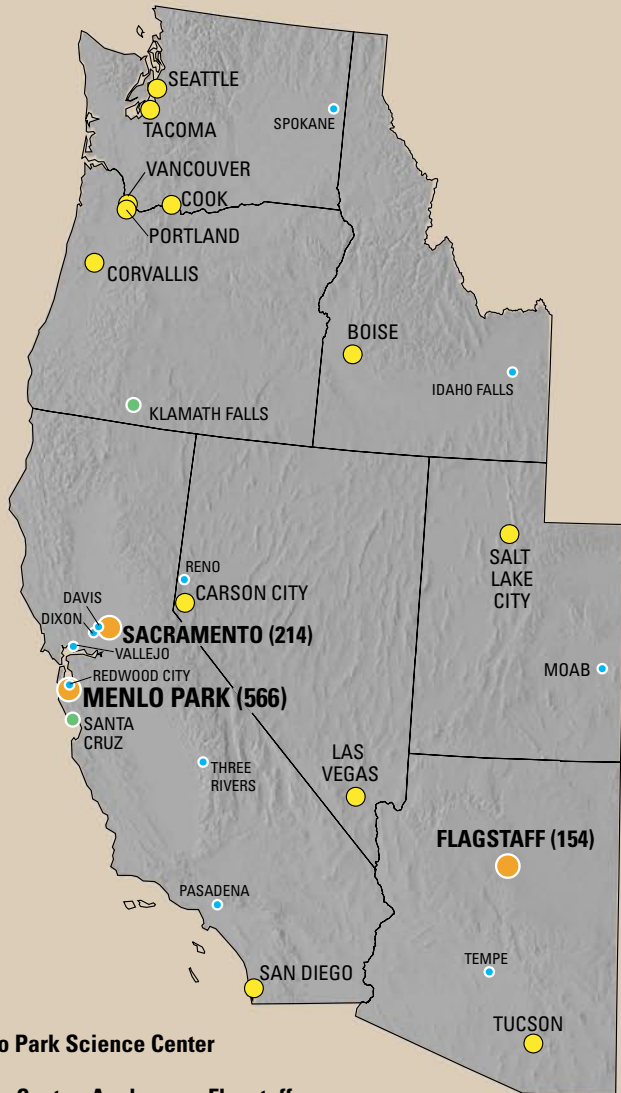 SEATTLE
TACOMA
SPOKANE
VANCOUVER
COOK
PORTLAND
CORVALLIS
BOISE
IDAHO FALLS
KLAMATH FALLS
SALT
LAKE
CITY
RENO
CARSON CITY
DAVIS
DIXON
SACRAMENTO (214)
VALLEJO
MOAB
REDWOOD CITY
MENLO PARK (566)
SANTA
CRUZ
THREE
RIVERS
LAS
VEGAS
FLAGSTAFF (154)
PASADENA
TEMPE
SAN DIEGO
TUCSON
Park Science Center